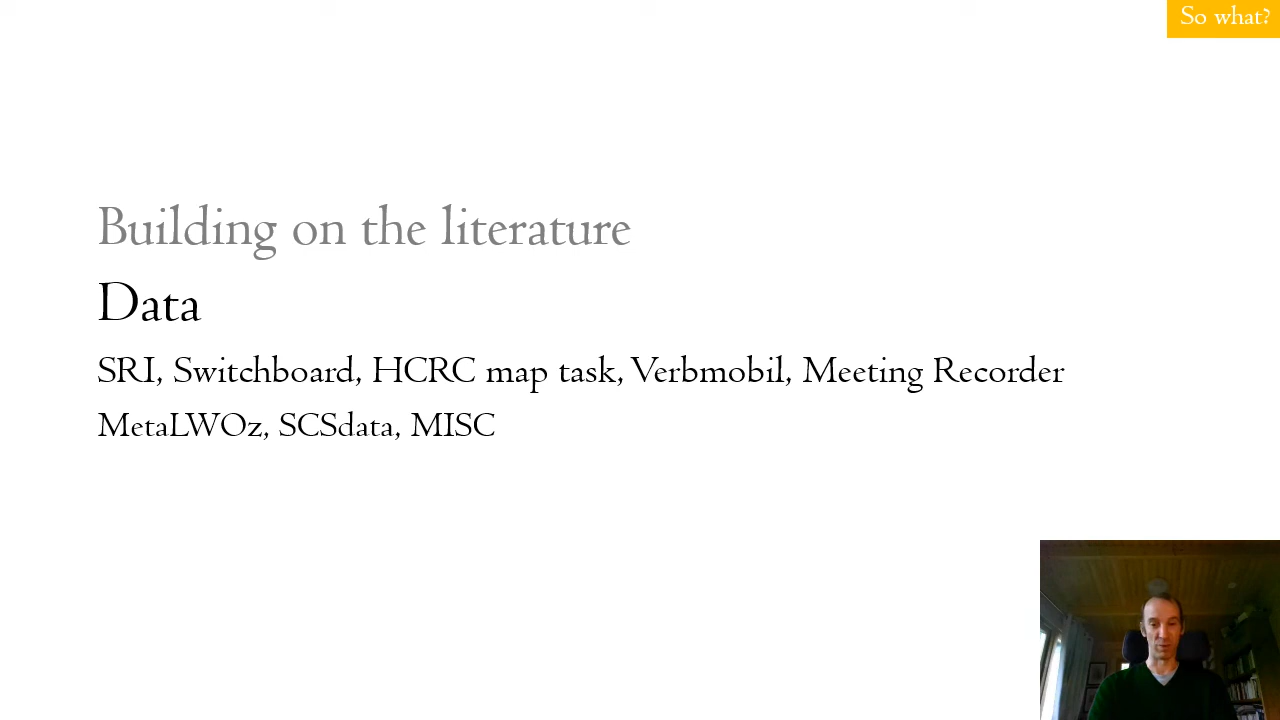 So what?
Building on the literature
Data
SRI, Switchboard, HCRC map task, Verbmobil, Meeting Recorder
MetaLWOz, SCSdata, MISC